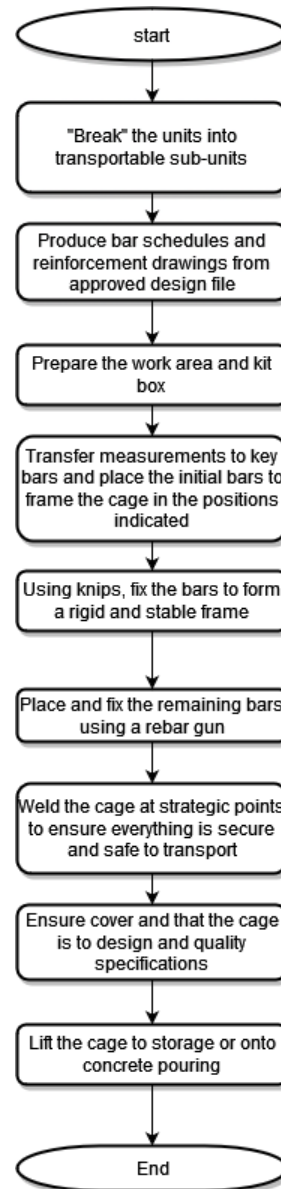 start
"Break" the units into
transportable sub-units
Produce bar schedules and
reinforcement drawings from
approved design file
Prepare the work area and kit
box
Transfer measurements to key
bars and place the initial bars to
frame the cage in the positions
indicated
Using knips, fix the bars to form
a rigid and stable frame
Place and fix the remaining bars
using a rebar gun
Weld the cage at strategic points
to ensure everything is secure
and safe to transport
Ensure cover and that the cage
is to design and quality
specifications
Lift the cage to storage or onto
concrete pouring
End